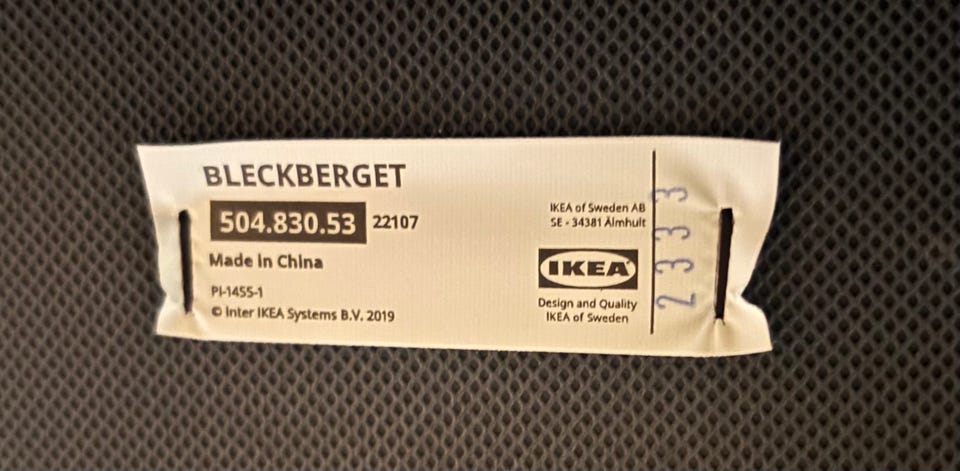 BLECKBERGET
504.830.53 22107
Made in China
PI-1455-1
© Inter IKEA Systems B.V. 2019
IKEA of Sweden AB
SE - 34381 Älmhult
IKEA
Design and Quality
IKEA of Sweden
2333